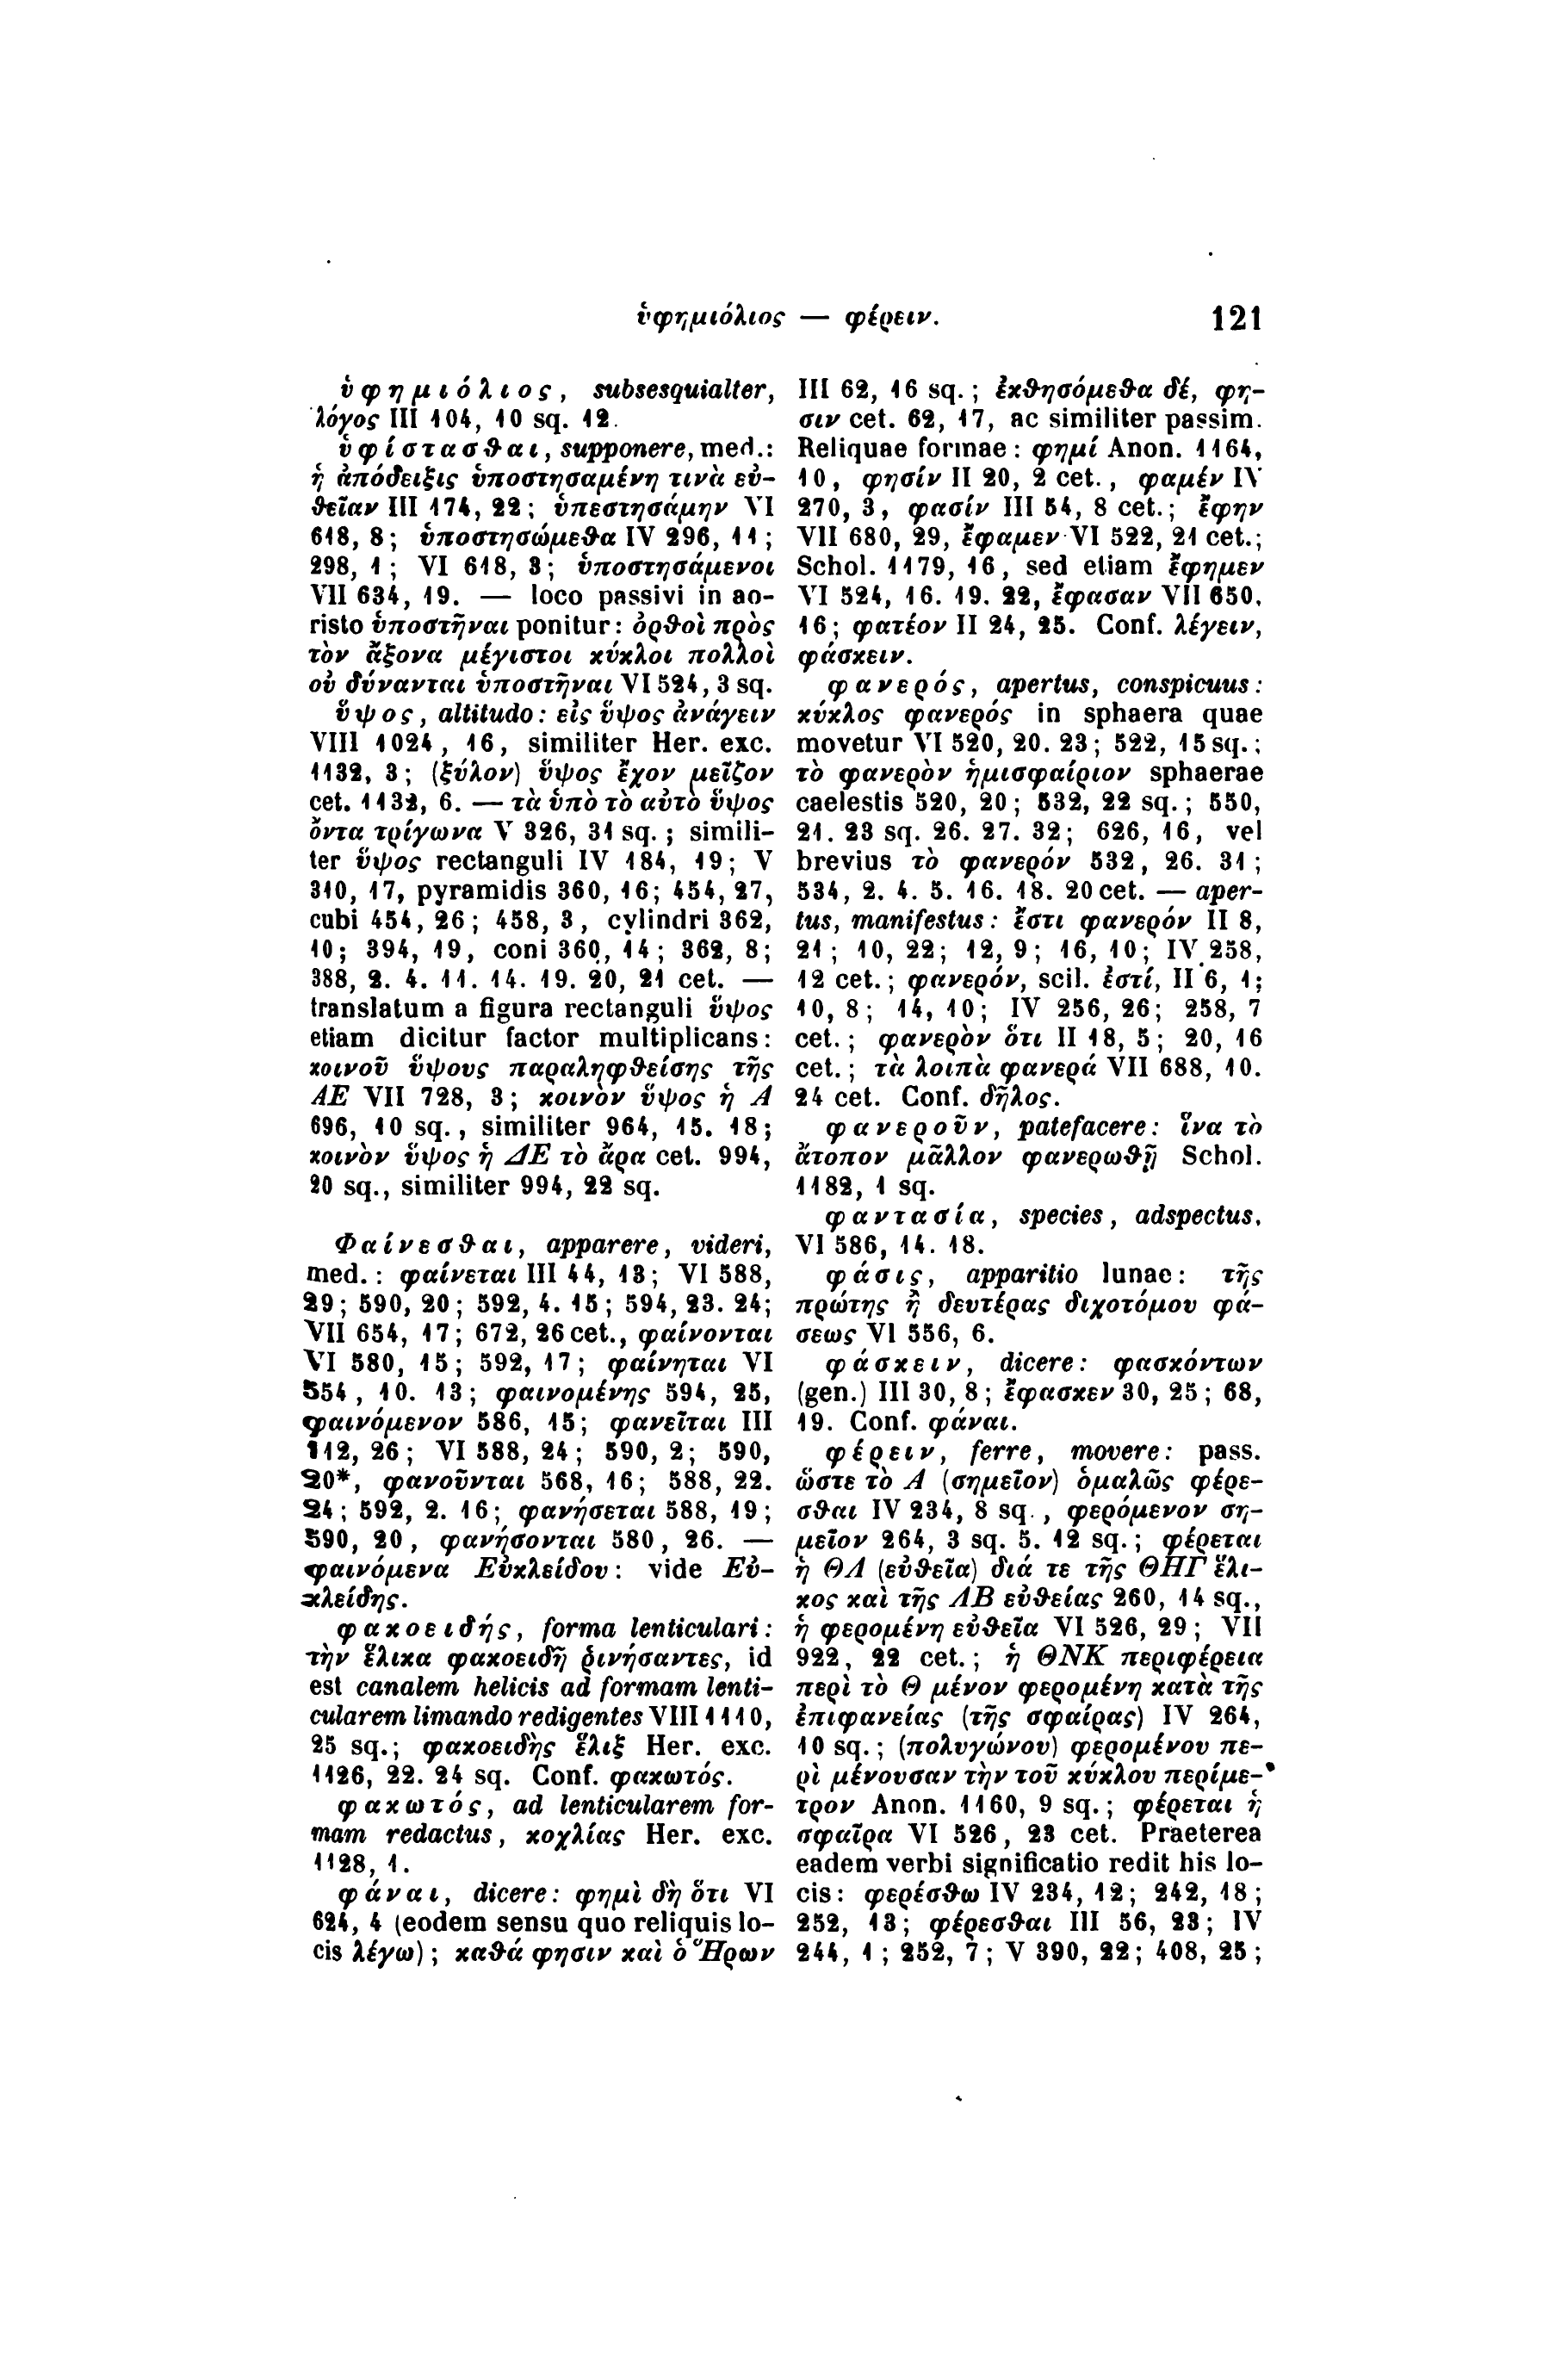 ὑφημιόλιος — φέρειν. 121
ὑφημιόλιος, subsesquialter,
λόγος III 104, 10 sq. 12.
ὑφίστασθαι, supponere, med.:
ἡ ἀπόδειξις ὑποστησαμένη τινὰ εὐ-
θεῖαν III 174, 22; ὑπεστησάμην VI
618, 8; ὑποστησώμεθα IV 296, 11;
298, 1; VI 618, 3; ὑποστησάμενοι
VII 634, 19. — loco passivi in ao-
risto ὑποστῆναι ponitur: ὀρθοὶ πρὸς
τὸν ἄξονα μέγιστοι κύκλοι πολλοὶ
οὐ δύνανται ὑποστῆναι VI 524, 3 sq.
ὕψος, altitudo: εἰς ὕψος ἀνάγειν
VIII 1024, 16, similiter Her. exc.
1132, 3; (ξύλον) ὕψος ἔχον μεῖζον
cet. 1132, 6. — τὰ ὑπὸ τὸ αὐτὸ ὕψος
ὄντα τρίγωνα V 326, 31 sq.; simili-
ter ὕψος rectanguli IV 184, 19; V
310, 17, pyramidis 360, 16; 454, 27,
cubi 454, 26; 458, 3, cylindri 362,
10; 394, 19, coni 360, 14; 362, 8;
388, 2. 4. 11. 14. 19. 20, 21 cet. —
translatum a figura rectanguli ὕψος
etiam dicitur factor multiplicans:
κοινοῦ ὕψους παραληφθείσης τῆς
ΑΕ VII 728, 3; κοινὸν ὕψος ἡ Α
696, 10 sq., similiter 964, 15. 18;
κοινὸν ὕψος ἡ ΔΕ τὸ ἄρα cet. 994,
20 sq., similiter 994, 22 sq.
Φαίνεσθαι, apparere, videri,
med.: φαίνεται III 44, 13; VI 588,
29; 590, 20; 592, 4. 15; 594, 23. 24;
VII 654, 17; 672, 26 cet., φαίνονται
VI 580, 15; 592, 17; φαίνηται VI
554, 10. 13; φαινομένης 594, 25,
φαινόμενον 586, 15; φανεῖται III
112, 26; VI 588, 24; 590, 2; 590,
20*, φανοῦνται 568, 16; 588, 22.
24; 592, 2. 16; φανήσεται 588, 19;
590, 20, φανήσονται 580, 26. —
φαινόμενα Εὐκλείδου: vide Εὐ-
κλείδης.
φακοειδής, forma lenticulari:
τὴν ἕλικα φακοειδῆ ῥινήσαντες, id
est canalem helicis ad formam lenti-
cularem limando redigentes VIII 1110,
25 sq.; φακοειδὴς ἕλιξ Her. exc.
1126, 22. 24 sq. Conf. φακωτός.
φακωτός, ad lenticularem for-
mam redactus, κοχλίας Her. exc.
1128, 1.
φάναι, dicere: φημὶ δὴ ὅτι VI
624, 4 (eodem sensu quo reliquis lo-
cis λέγω); καθά φησιν καὶ ὁ Ἥρων
III 62, 16 sq.; ἐκθησόμεθα δέ, φη-
σιν cet. 62, 17, ac similiter passim.
Reliquae formae: φημί Anon. 1164,
10, φησίν II 20, 2 cet., φαμέν IV
270, 3, φασίν III 54, 8 cet.; ἔφην
VII 680, 29, ἔφαμεν VI 522, 21 cet.;
Schol. 1179, 16, sed etiam ἔφημεν
VI 524, 16. 19. 22, ἔφασαν VII 650,
16; φατέον II 24, 25. Conf. λέγειν,
φάσκειν.
φανερός, apertus, conspicuus:
κύκλος φανερός in sphaera quae
movetur VI 520, 20. 23; 522, 15 sq.;
τὸ φανερὸν ἡμισφαίριον sphaerae
caelestis 520, 20; 532, 22 sq.; 550,
21. 23 sq. 26. 27. 32; 626, 16, vel
brevius τὸ φανερόν 532, 26. 31;
534, 2. 4. 5. 16. 18. 20 cet. — aper-
tus, manifestus: ἔστι φανερόν II 8,
21; 10, 22; 12, 9; 16, 10; IV 258,
12 cet.; φανερόν, scil. ἐστί, II 6, 1;
10, 8; 14, 10; IV 256, 26; 258, 7
cet.; φανερὸν ὅτι II 18, 5; 20, 16
cet.; τὰ λοιπὰ φανερά VII 688, 10.
24 cet. Conf. δῆλος.
φανεροῦν, patefacere: ἵνα τὸ
ἄτοπον μᾶλλον φανερωθῇ Schol.
1182, 1 sq.
φαντασία, species, adspectus,
VI 586, 14. 18.
φάσις, apparitio lunae: τῆς
πρώτης ἢ δευτέρας διχοτόμου φά-
σεως VI 556, 6.
φάσκειν, dicere: φασκόντων
(gen.) III 30, 8; ἔφασκεν 30, 25; 68,
19. Conf. φάναι.
φέρειν, ferre, movere: pass.
ὥστε τὸ Α (σημεῖον) ὁμαλῶς φέρε-
σθαι IV 234, 8 sq., φερόμενον ση-
μεῖον 264, 3 sq. 5. 12 sq.; φέρεται
ἡ ΘΛ (εὐθεῖα) διά τε τῆς ΘΗΓ ἕλι-
κος καὶ τῆς ΛΒ εὐθείας 260, 14 sq.,
ἡ φερομένη εὐθεῖα VI 526, 29; VII
922, 22 cet.; ἡ ΘΝΚ περιφέρεια
περὶ τὸ Θ μένον φερομένη κατὰ τῆς
ἐπιφανείας (τῆς σφαίρας) IV 264,
10 sq.; (πολυγώνου) φερομένου πε-
ρὶ μένουσαν τὴν τοῦ κύκλου περίμε-
τρον Anon. 1160, 9 sq.; φέρεται ἡ
σφαῖρα VI 526, 23 cet. Praeterea
eadem verbi significatio redit his lo-
cis: φερέσθω IV 234, 12; 242, 18;
252, 13; φέρεσθαι III 56, 23; IV
244, 1; 252, 7; V 390, 22; 408, 25;